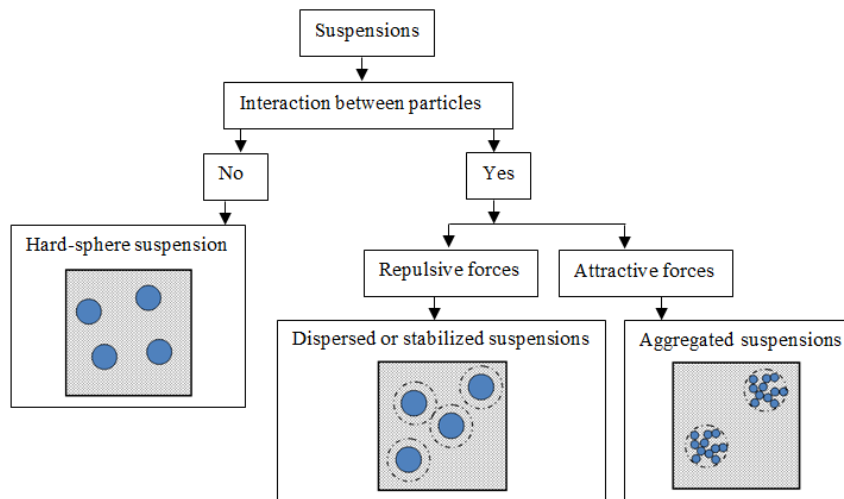 Suspensions
Interaction between particles
No
Yes
Hard-sphere suspension
Repulsive forces
Attractive forces
Dispersed or stabilized suspensions
Aggregated suspensions